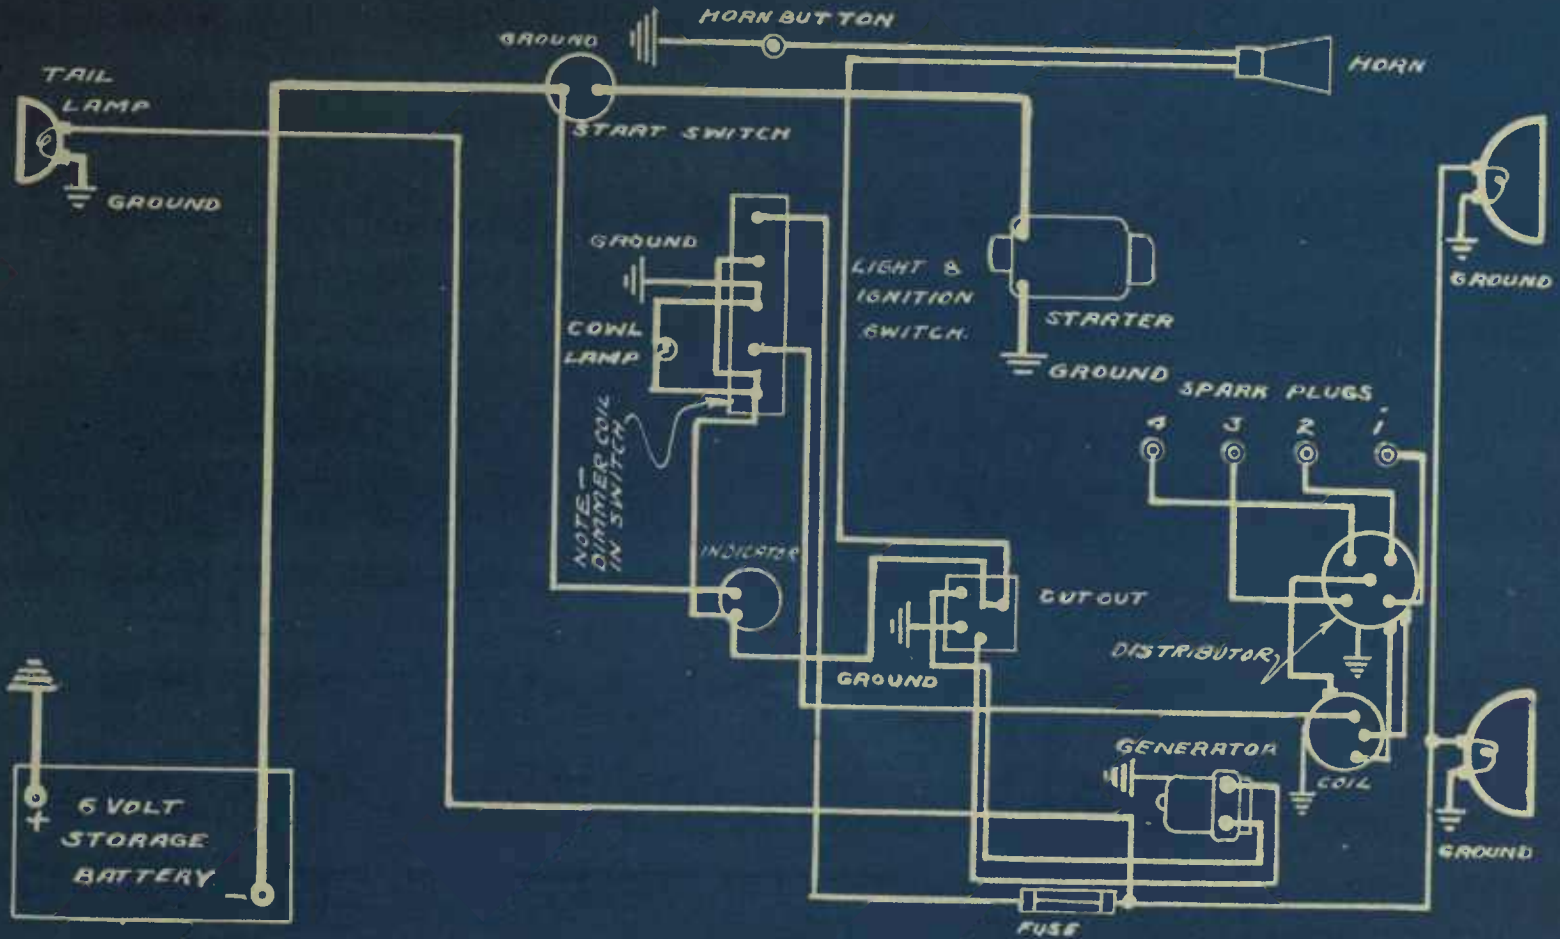 HORN BUTTON
GROUND
HORN
TAIL
LAMP
START SWITCH
GROUND
GROUND
LIGHT &
IGNITION
SWITCH.
GROUND
COWL
LAMP
STARTER
GROUND
SPARK PLUGS
4 3 2 1
NOTE-
DIMMER COIL
IN SWITCH
INDICATOR
CUTOUT
DISTRIBUTOR
GROUND
GENERATOR
COIL
6 VOLT
STORAGE
BATTERY
+
-
GROUND
FUSE